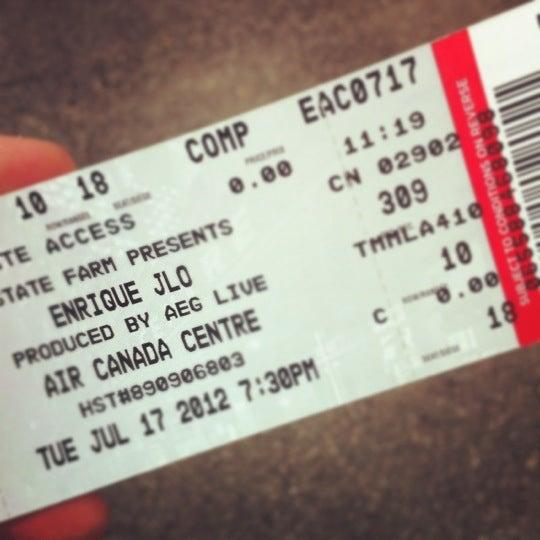 COMP EAC0717
10 18 PRICE/PRIX 0.00
TE ACCESS
STATE FARM PRESENTS
ENRIQUE JLO
PRODUCED BY AEG LIVE
AIR CANADA CENTRE
HST#890906803
TUE JUL 17 2012 7:30PM
11:19
CN 02902
309
TMMLA410
10
C 0.00
18
SUBJECT TO CONDITIONS ON REVERSE